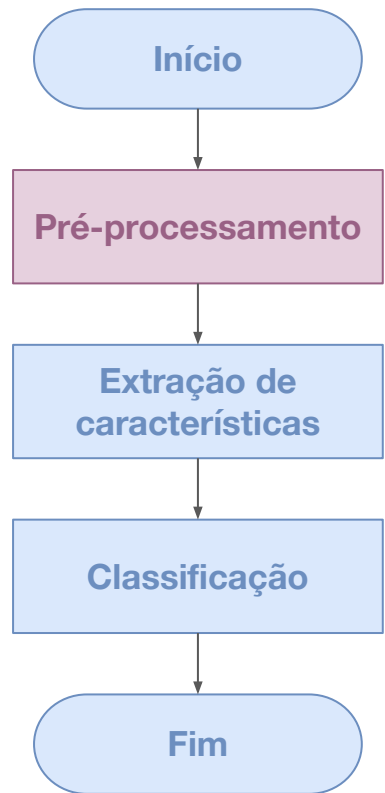 Início
Pré-processamento
Extração de
características
Classificação
Fim